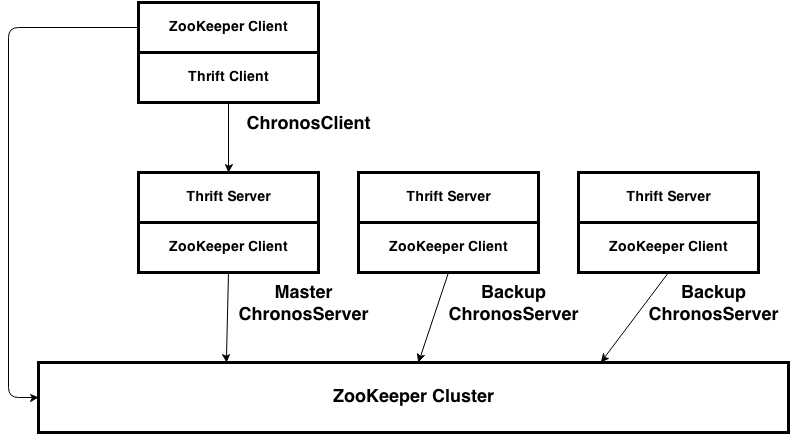 ZooKeeper Client
Thrift Client
ChronosClient
Thrift Server
ZooKeeper Client
Master
ChronosServer
Thrift Server
ZooKeeper Client
Backup
ChronosServer
Thrift Server
ZooKeeper Client
Backup
ChronosServer
ZooKeeper Cluster